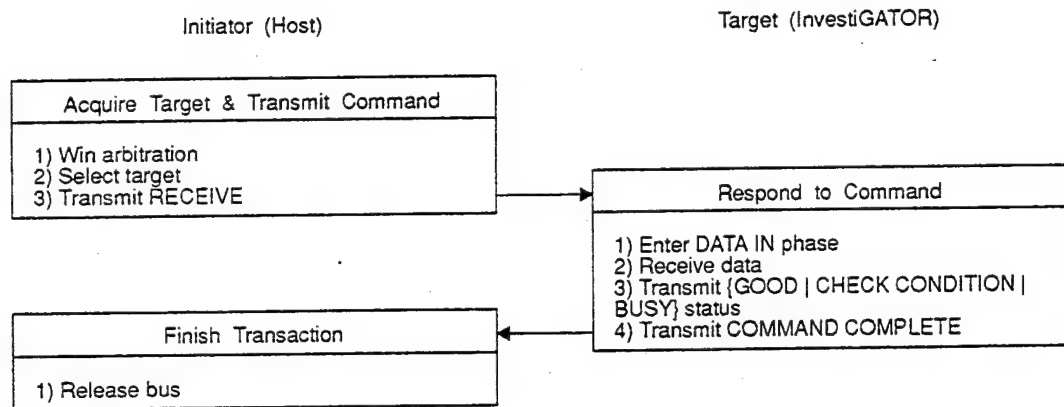 Initiator (Host)
Target (InvestiGATOR)
Acquire Target & Transmit Command
1) Win arbitration
2) Select target
3) Transmit RECEIVE
Respond to Command
1) Enter DATA IN phase
2) Receive data
3) Transmit {GOOD | CHECK CONDITION |
BUSY} status
4) Transmit COMMAND COMPLETE
Finish Transaction
1) Release bus